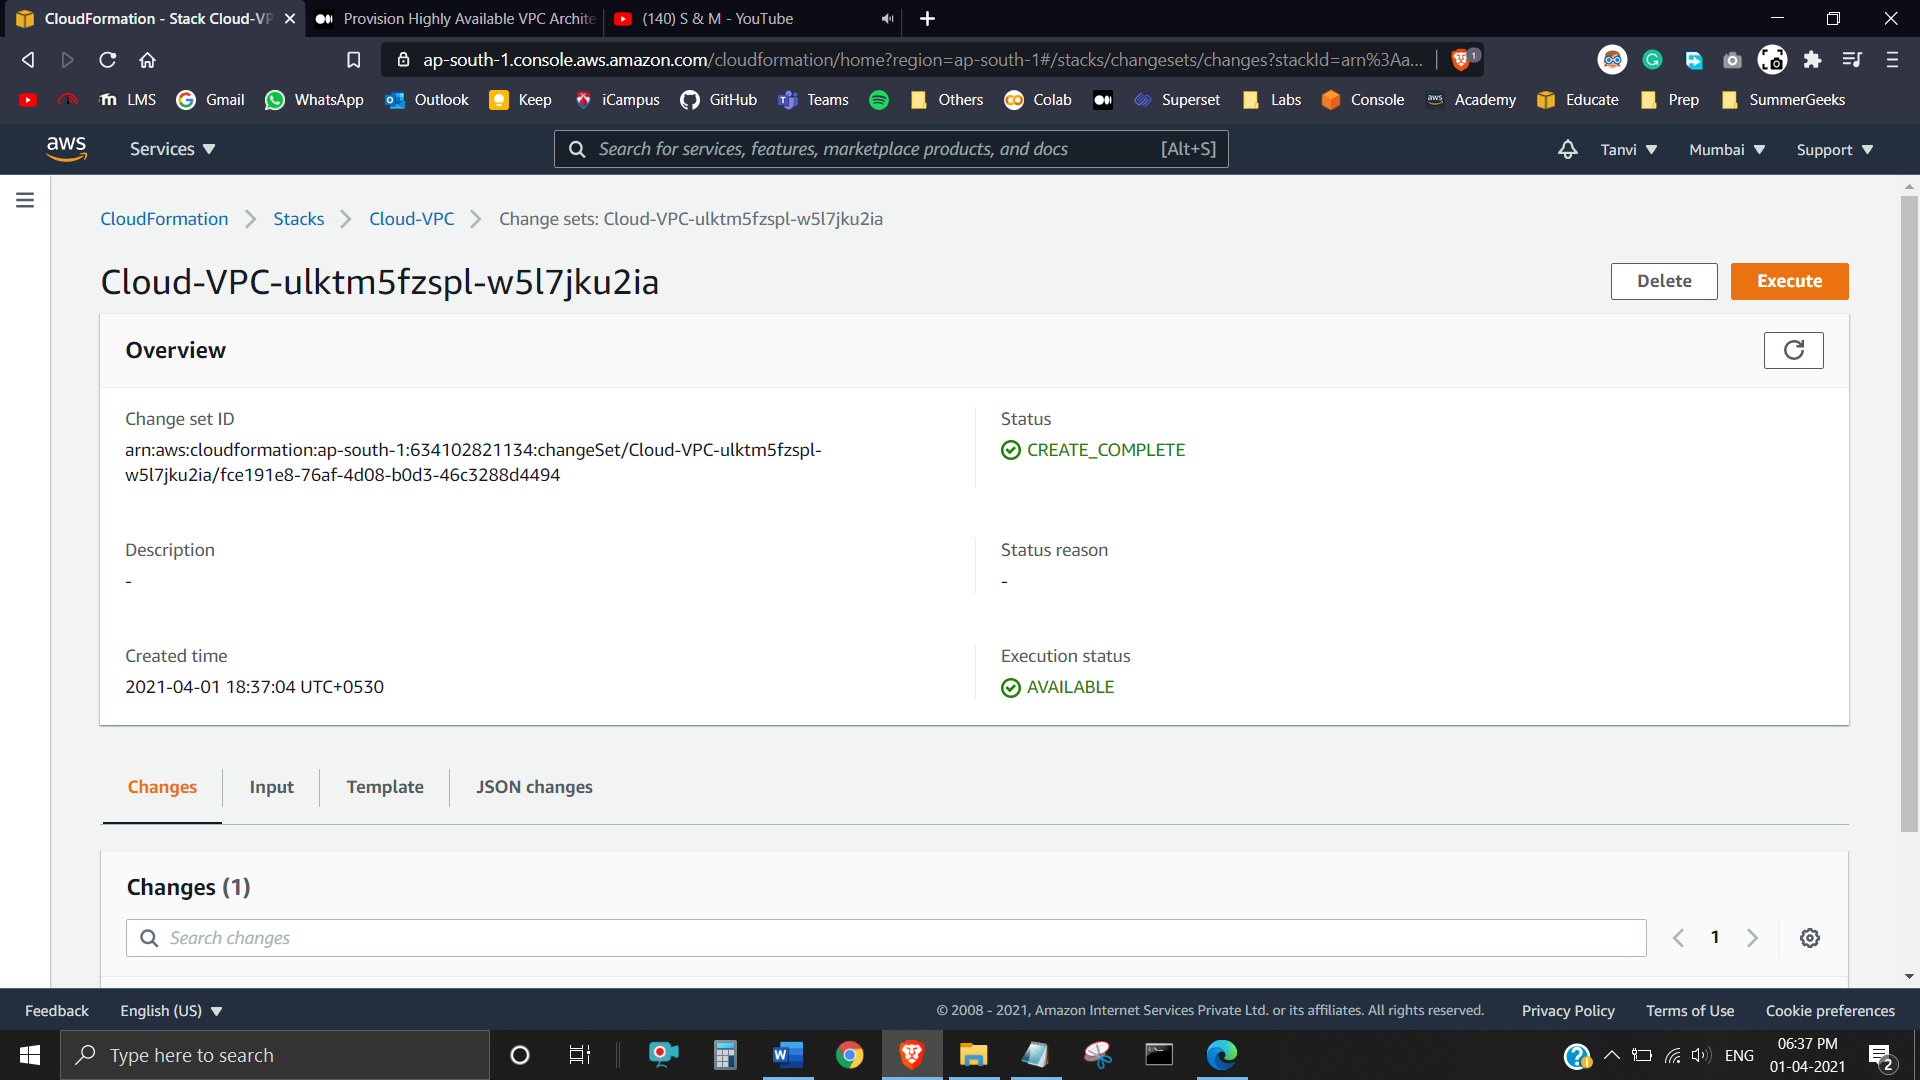 CloudFormation - Stack Cloud-VP
Provision Highly Available VPC Archite
(140) S & M - YouTube
ap-south-1.console.aws.amazon.com/cloudformation/home?region=ap-south-1#/stacks/changesets/changes?stackId=arn%3Aa...
1
LMS Gmail WhatsApp Outlook Keep iCampus GitHub Teams Others Colab Superset Labs Console aws Academy Educate Prep SummerGeeks
aws Services Search for services, features, marketplace products, and docs [Alt+S] Tanvi Mumbai Support
CloudFormation Stacks Cloud-VPC Change sets: Cloud-VPC-ulktm5fzspl-w5l7jku2ia
Cloud-VPC-ulktm5fzspl-w5l7jku2ia
Delete Execute
Overview
Change set ID
arn:aws:cloudformation:ap-south-1:634102821134:changeSet/Cloud-VPC-ulktm5fzspl-
w5l7jku2ia/fce191e8-76af-4d08-b0d3-46c3288d4494
Status
CREATE_COMPLETE
Description
-
Status reason
-
Created time
2021-04-01 18:37:04 UTC+0530
Execution status
AVAILABLE
Changes Input Template JSON changes
Changes (1)
Search changes
1
Feedback English (US) © 2008 - 2021, Amazon Internet Services Private Ltd. or its affiliates. All rights reserved. Privacy Policy Terms of Use Cookie preferences
Type here to search
ENG
06:37 PM
01-04-2021
2